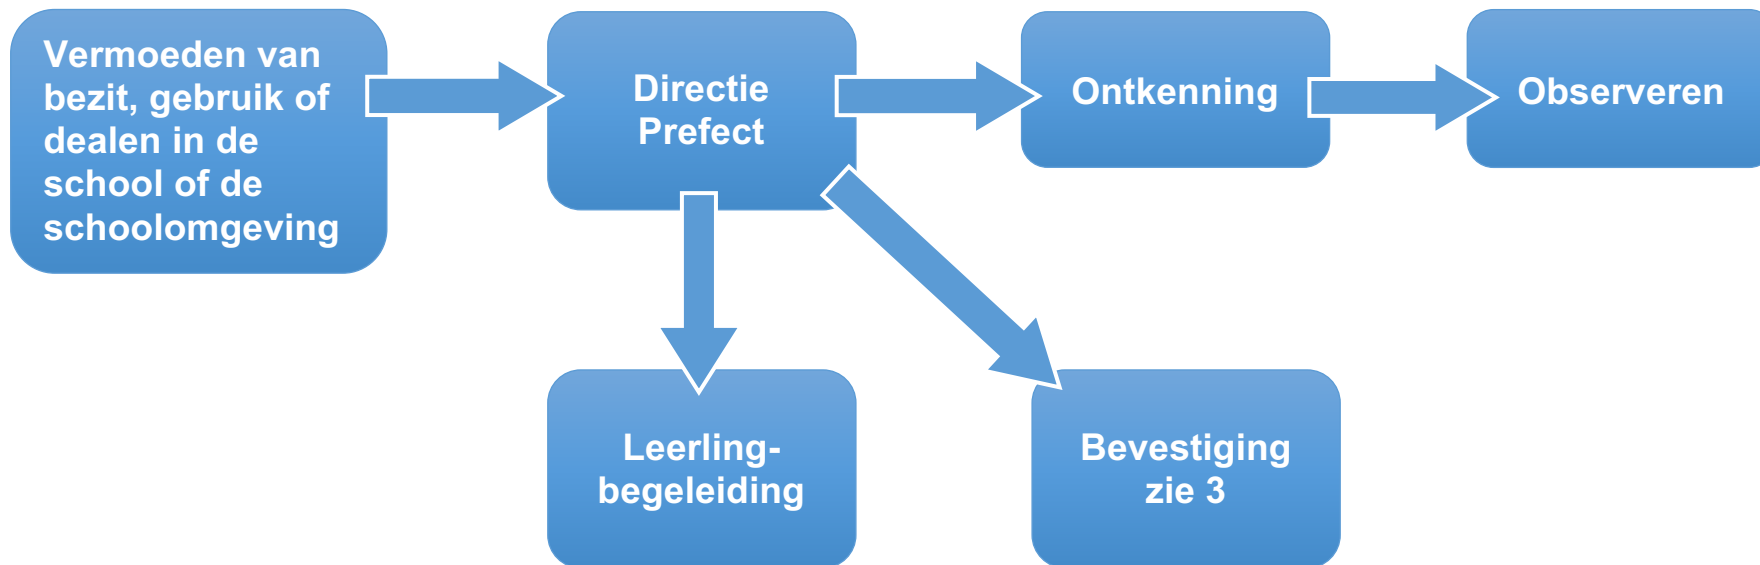 Vermoeden van
bezit, gebruik of
dealen in de
school of de
schoolomgeving
Directie
Prefect
Ontkenning
Observeren
Leerling-
begeleiding
Bevestiging
zie 3